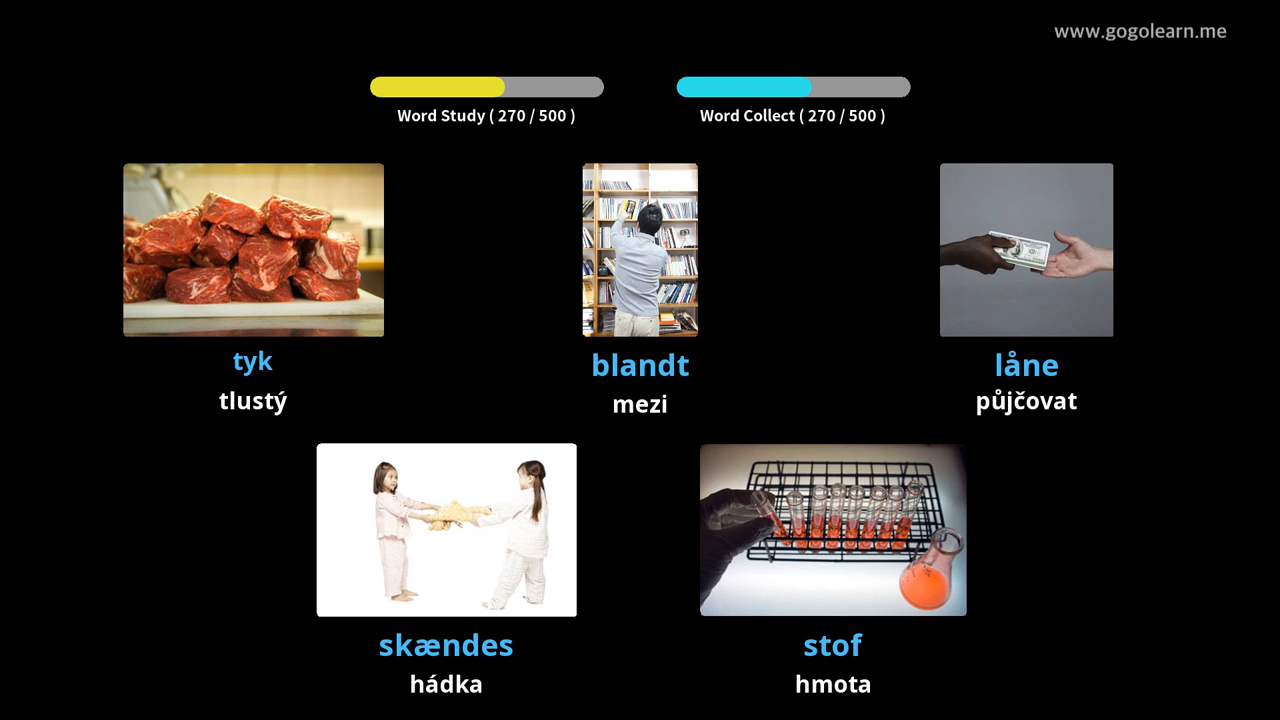 www.gogolearn.me
Word Study ( 270 / 500 )
Word Collect ( 270 / 500 )
tyk
tlustý
blandt
mezi
låne
půjčovat
skændes
hádka
stof
hmota